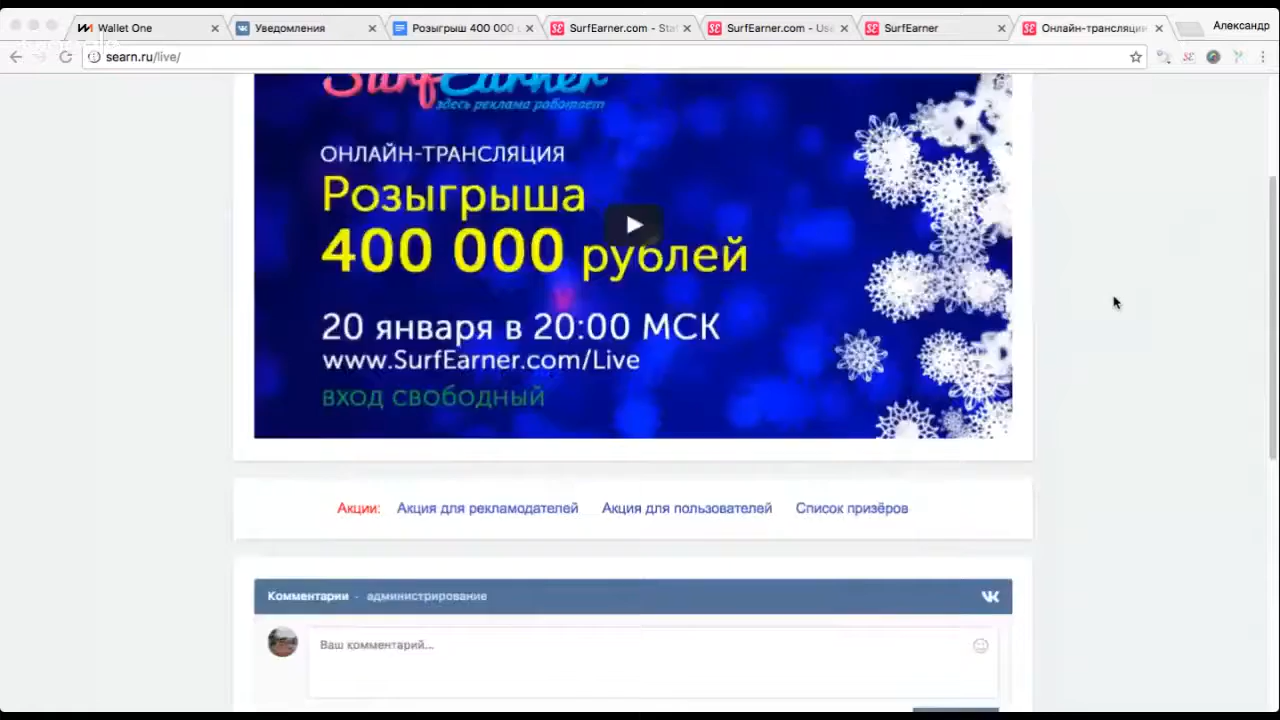 Wallet One
Уведомления
Розыгрыш 400 000
SurfEarner.com - Sta
SurfEarner.com - Use
SurfEarner
Онлайн-трансляции
Александр
searn.ru/live/
SurfEarner
здесь реклама работает
ОНЛАЙН-ТРАНСЛЯЦИЯ
Розыгрыша
400 000 рублей
20 января в 20:00 МСК
www.SurfEarner.com/Live
ВХОД СВОБОДНЫЙ
Акции: Акция для рекламодателей Акция для пользователей Список призёров
Комментарии - администрирование
Ваш комментарий...